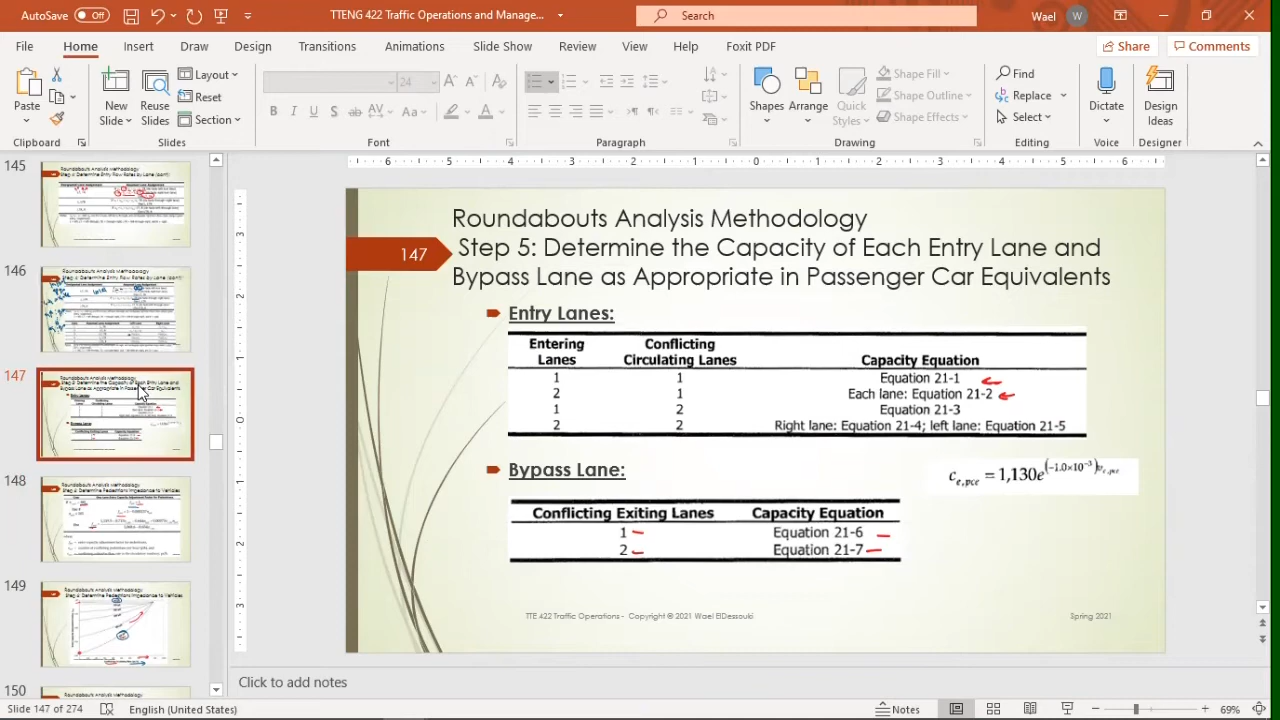 AutoSave Off
TTENG 422 Traffic Operations and Manage...
Search
Wael W
File Home Insert Draw Design Transitions Animations Slide Show Review View Help Foxit PDF
Share Comments
Paste
New Slide
Reuse Slides
Layout
Reset
Section
24
Shapes Arrange Quick Styles
Shape Fill
Shape Outline
Shape Effects
Find
Replace
Select
Dictate
Design Ideas
Clipboard Slides Font Paragraph Drawing Editing Voice Designer
145
146
147
148
149
150
147
Roundabouts Analysis Methodology
Step 5: Determine the Capacity of Each Entry Lane and
Bypass Lane as Appropriate in Passenger Car Equivalents
Entry Lanes:
Entering Lanes Conflicting Circulating Lanes Capacity Equation
1 1 Equation 21-1
2 1 Each lane: Equation 21-2
1 2 Equation 21-3
2 2 Right lane: Equation 21-4; left lane: Equation 21-5
Bypass Lane:
c_{e,pce} = 1,130e^{(-1.0×10^{-3})v_{c,pce}}
Conflicting Exiting Lanes Capacity Equation
1 Equation 21-6
2 Equation 21-7
TTE 422 Traffic Operations - Copyright © 2021 Wael ElDessouki
Spring 2021
Click to add notes
Slide 147 of 274 English (United States) Notes 69%